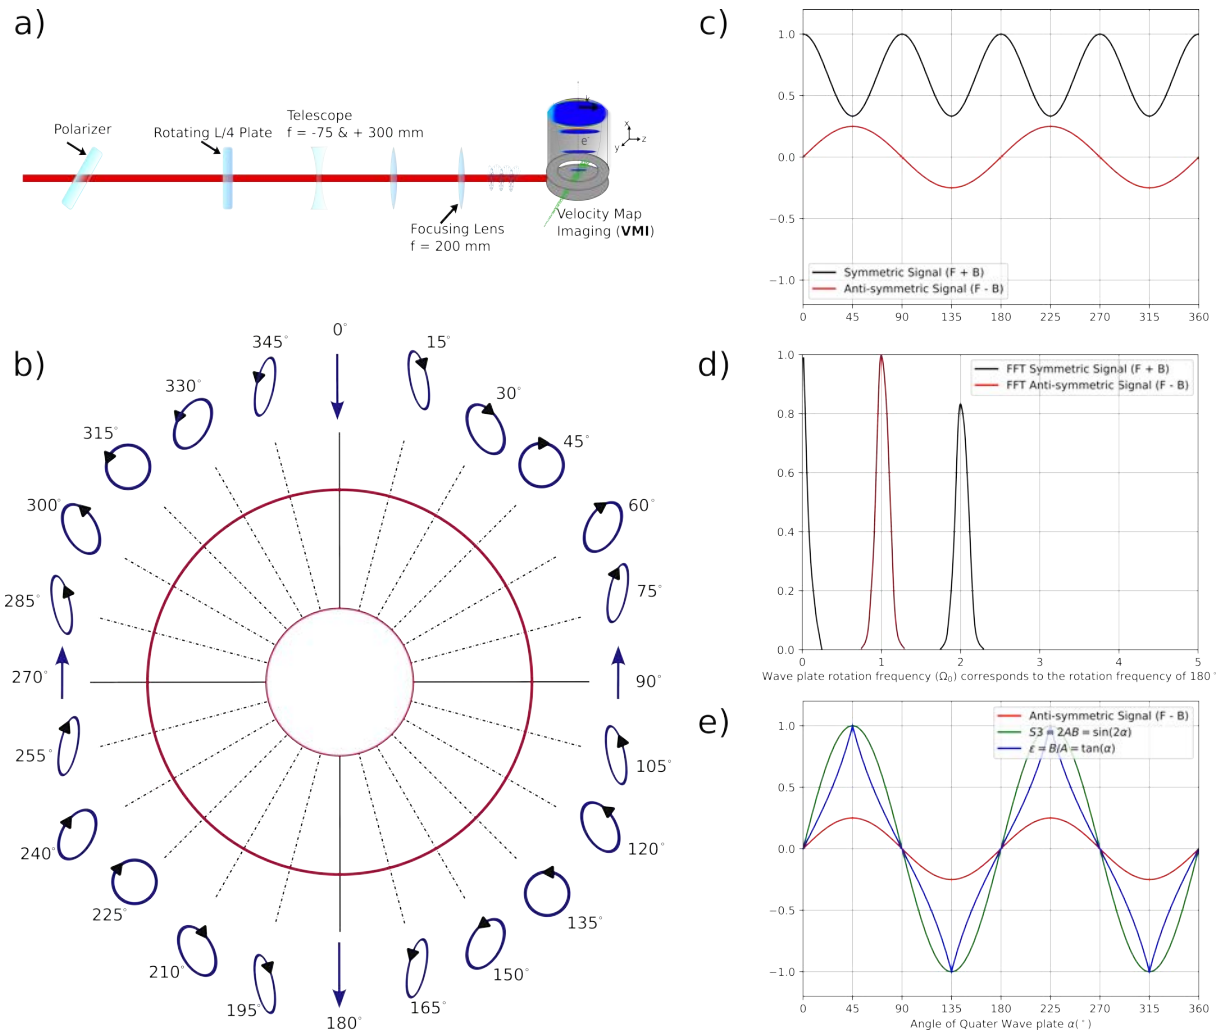 a)
Polarizer
Rotating L/4 Plate
Telescope
f = -75 & + 300 mm
Focusing Lens
f = 200 mm
e-
x
y
z
Velocity Map
Imaging (VMI)
b)
0°
15°
30°
45°
60°
75°
90°
105°
120°
135°
150°
165°
180°
195°
210°
225°
240°
255°
270°
285°
300°
315°
330°
345°
c)
1.0
0.5
0.0
−0.5
−1.0
Symmetric Signal (F + B)
Anti-symmetric Signal (F - B)
0 45 90 135 180 225 270 315 360
d)
1.0
0.8
0.6
0.4
0.2
0.0
FFT Symmetric Signal (F + B)
FFT Anti-symmetric Signal (F - B)
1 2 3 4 5
Wave plate rotation frequency (Ω₀) corresponds to the rotation frequency of 180°
e)
1.0
0.5
0.0
−0.5
−1.0
Anti-symmetric Signal (F - B)
S3 = 2AB = sin(2α)
ε = B/A = tan(α)
0 45 90 135 180 225 270 315 360
Angle of Quater Wave plate α(°)